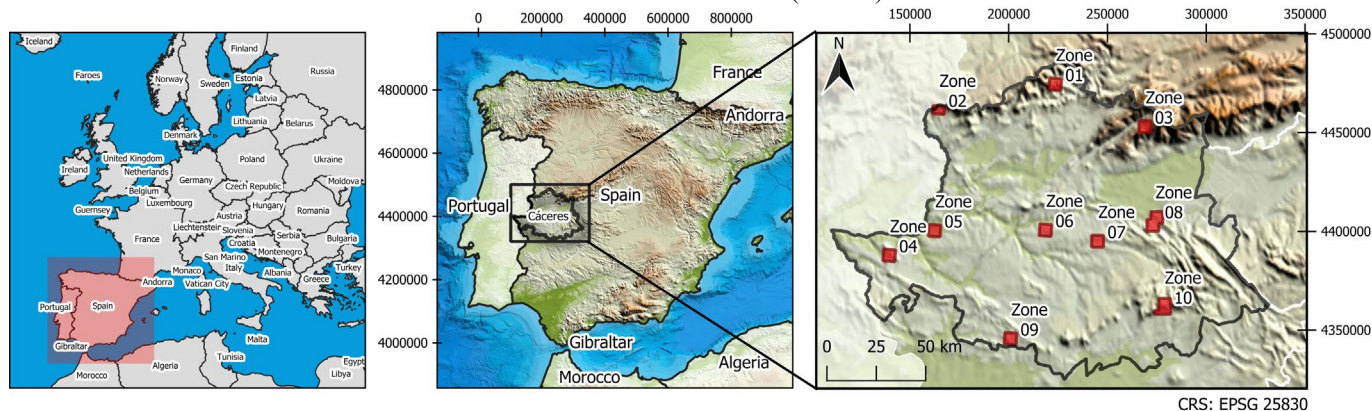 Iceland
Faroes
Norway
Sweden
Finland
Estonia
Latvia
Lithuania
Russia
Belarus
Denmark
Ireland
United Kingdom
Netherlands
Belgium
Luxembourg
Guernsey
Germany
Poland
Ukraine
Czech Republic
Moldova
France
Austria
Hungary
Romania
Liechtenstein
Slovenia
Croatia
Serbia
Bulgaria
San Marino
Montenegro
Italy
Monaco
Andorra
Vatican City
Albania
Turkey
Greece
Portugal
Spain
Gibraltar
Malta
Morocco
Algeria
Tunisia
Libya
Egypt
0 200000 400000 600000 800000
4800000
4600000
4400000
4200000
4000000
France
Andorra
Portugal
Spain
Cáceres
Gibraltar
Morocco
Algeria
150000 200000 250000 300000 350000
4500000
4450000
4400000
4350000
N
Zone
01
Zone
02
Zone
03
Zone
04
Zone
05
Zone
06
Zone
07
Zone
08
Zone
09
Zone
10
0 25 50 km
CRS: EPSG 25830